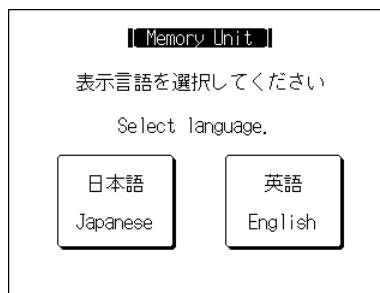 Memory Unit
表示言語を選択してください
Select language.
日本語
Japanese
英語
English